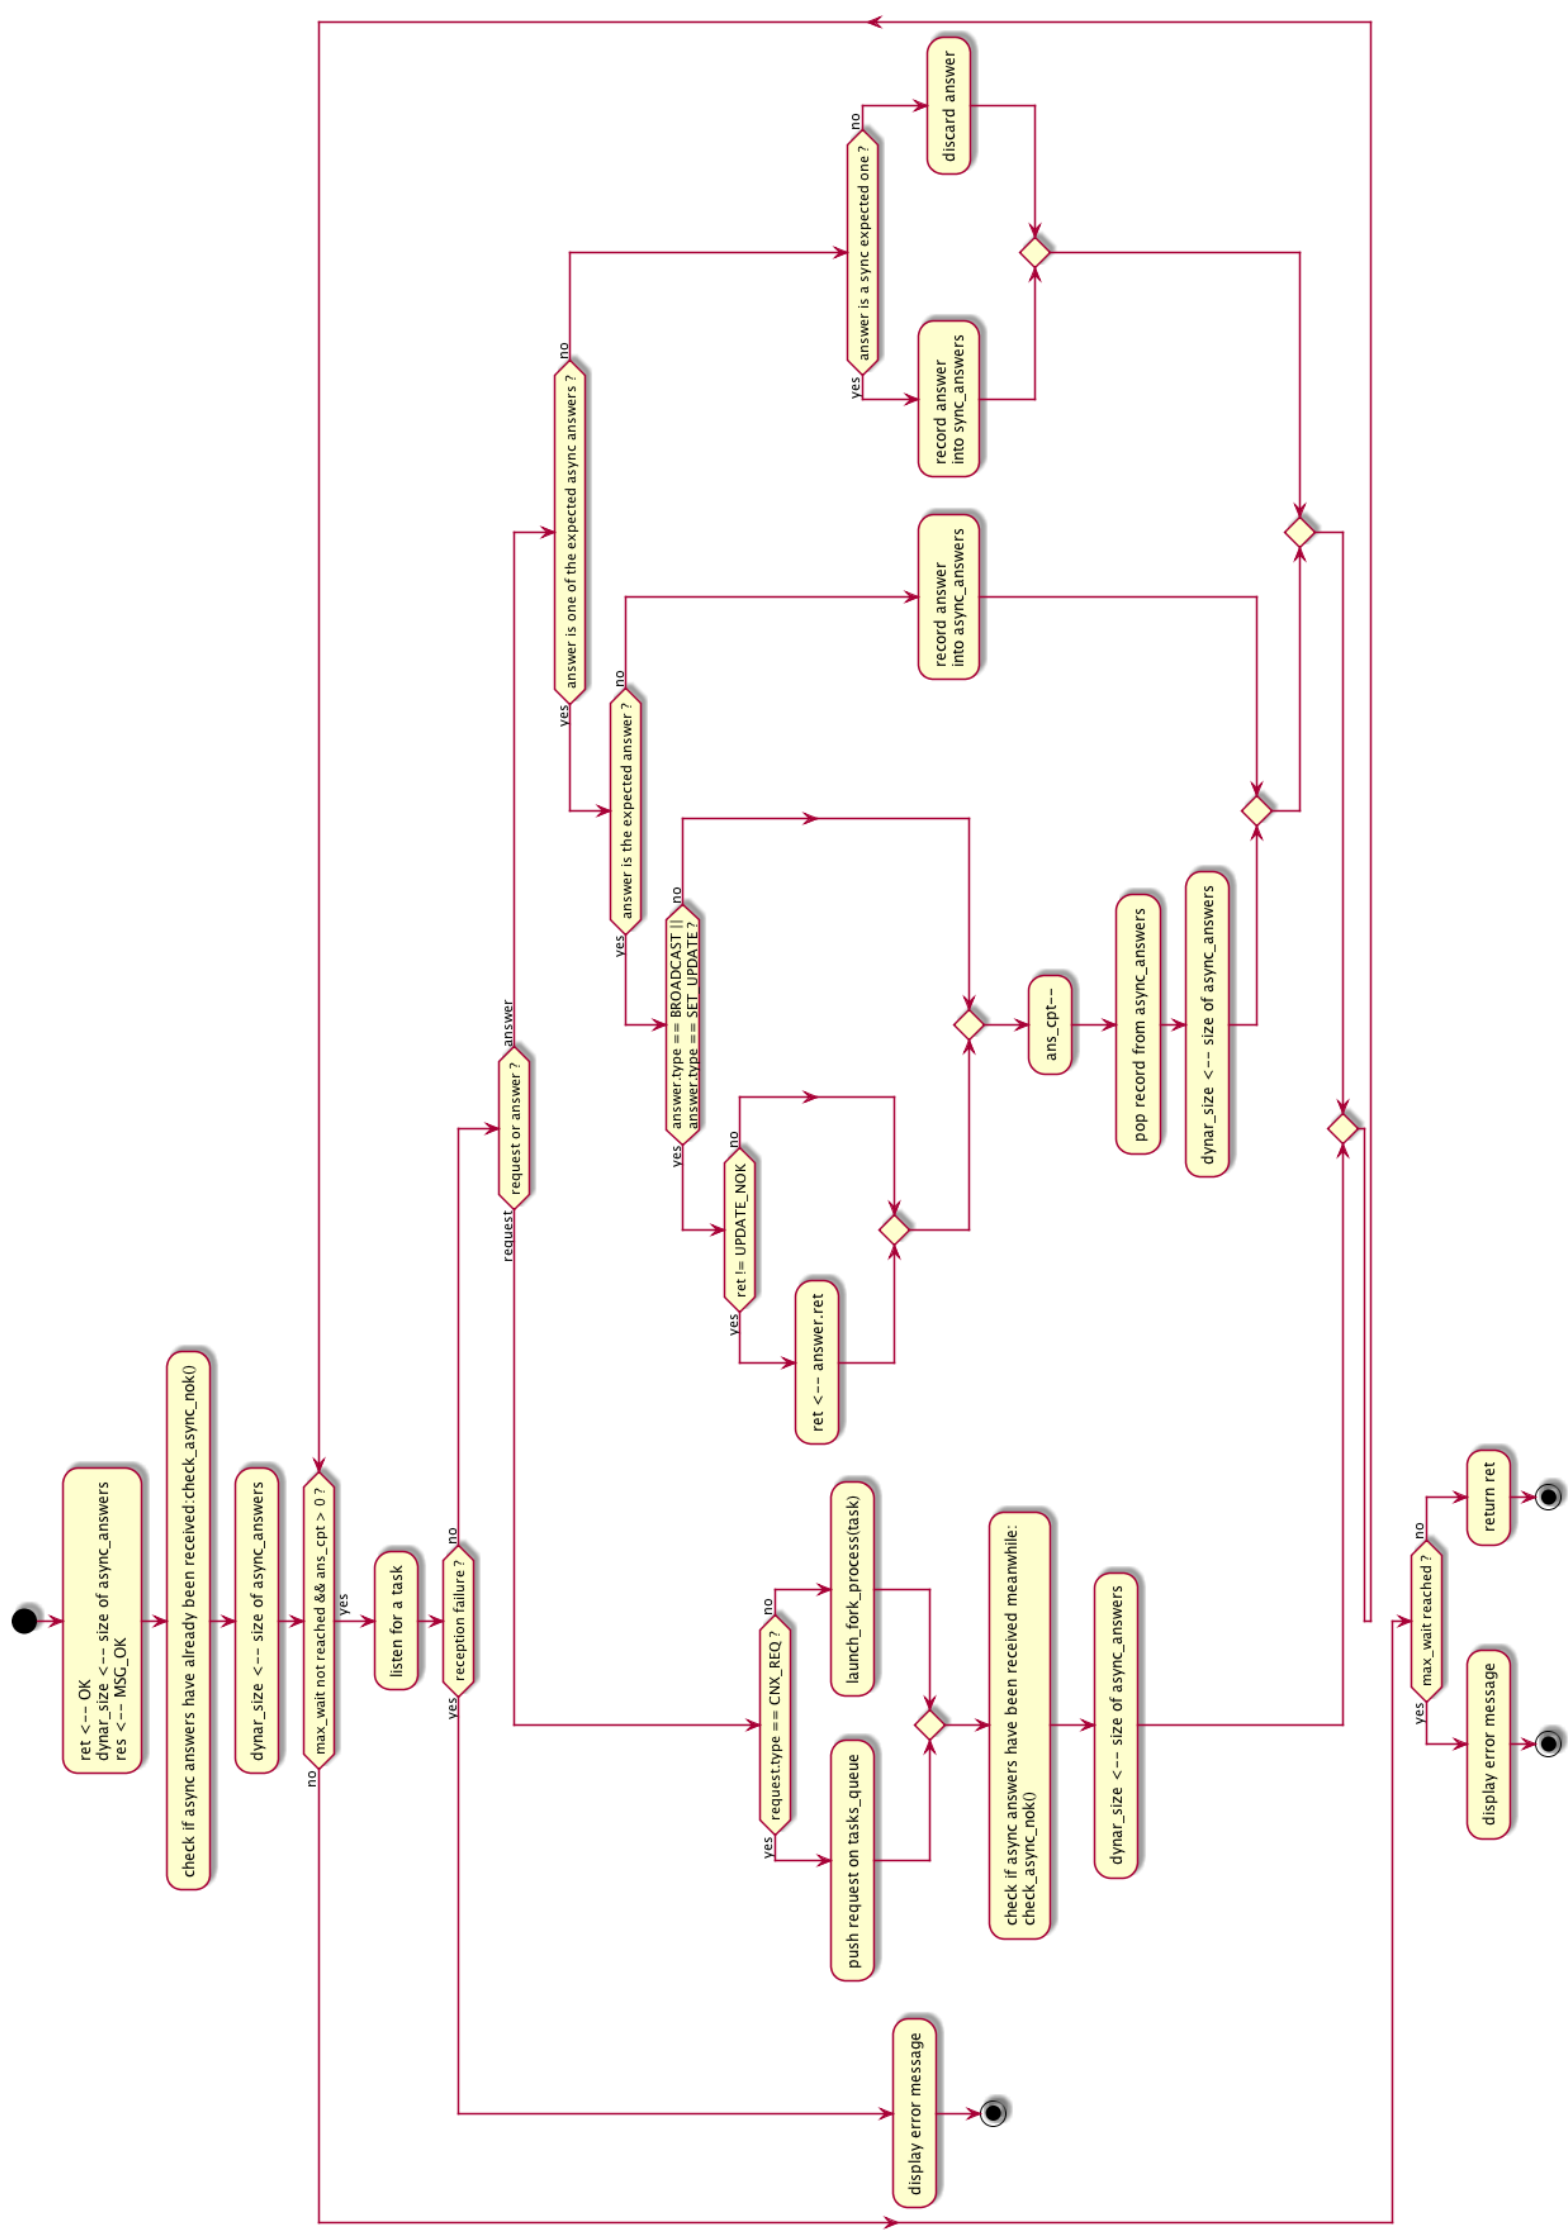 ret <-- OK
dynar_size <-- size of async_answers
res <-- MSG_OK
check if async answers have already been received:check_async_nok()
dynar_size <-- size of async_answers
max_wait not reached && ans_cpt > 0 ?
no
yes
listen for a task
reception failure ?
yes
no
display error message
request or answer ?
request
answer
request.type == CNX_REQ ?
yes
no
push request on tasks_queue
launch_fork_process(task)
check if async answers have been received meanwhile:
check_async_nok()
dynar_size <-- size of async_answers
answer is one of the expected async answers ?
yes
no
answer is the expected answer ?
yes
no
answer.type == BROADCAST ||
answer.type == SET_UPDATE ?
yes
no
ret != UPDATE_NOK
yes
no
ret <-- answer.ret
ans_cpt--
pop record from async_answers
dynar_size <-- size of async_answers
record answer
into async_answers
answer is a sync expected one ?
yes
no
record answer
into sync_answers
discard answer
max_wait reached ?
yes
no
display error message
return ret